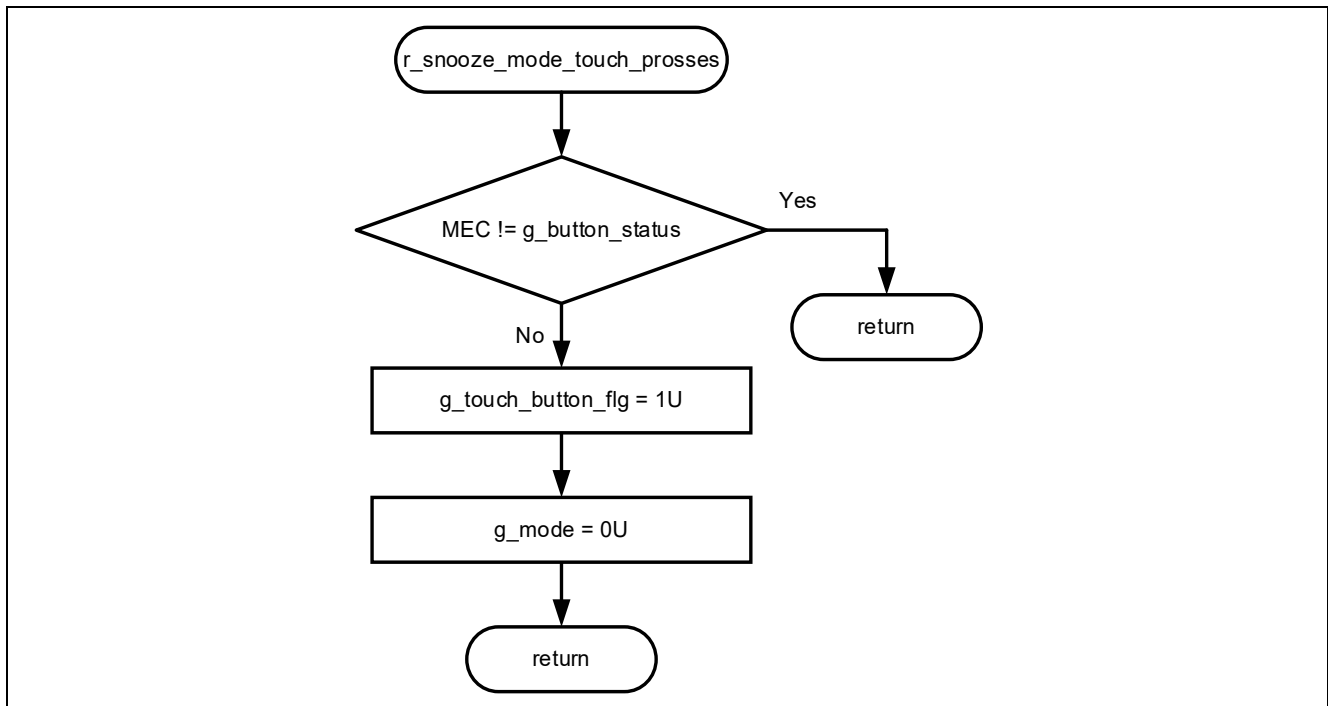 r_snooze_mode_touch_prosses
MEC != g_button_status
Yes
return
No
g_touch_button_flg = 1U
g_mode = 0U
return